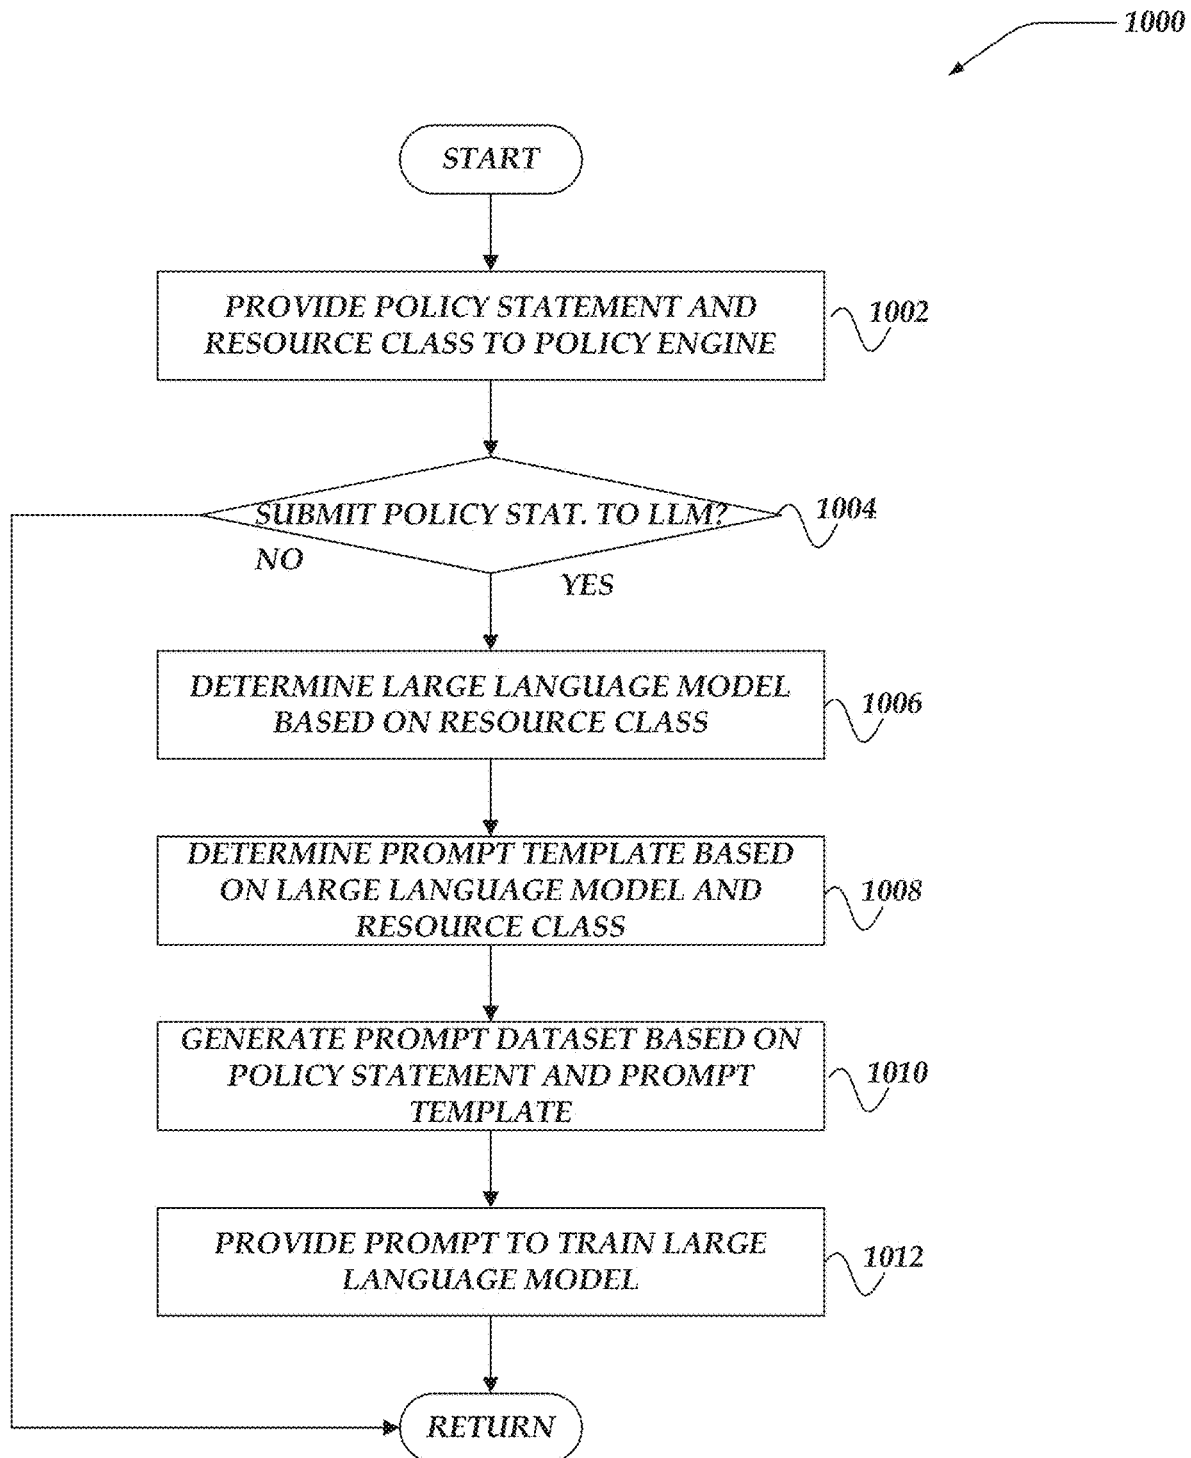 1000
START
PROVIDE POLICY STATEMENT AND
RESOURCE CLASS TO POLICY ENGINE
1002
SUBMIT POLICY STAT. TO LLM?
1004
NO
YES
DETERMINE LARGE LANGUAGE MODEL
BASED ON RESOURCE CLASS
1006
DETERMINE PROMPT TEMPLATE BASED
ON LARGE LANGUAGE MODEL AND
RESOURCE CLASS
1008
GENERATE PROMPT DATASET BASED ON
POLICY STATEMENT AND PROMPT
TEMPLATE
1010
PROVIDE PROMPT TO TRAIN LARGE
LANGUAGE MODEL
1012
RETURN